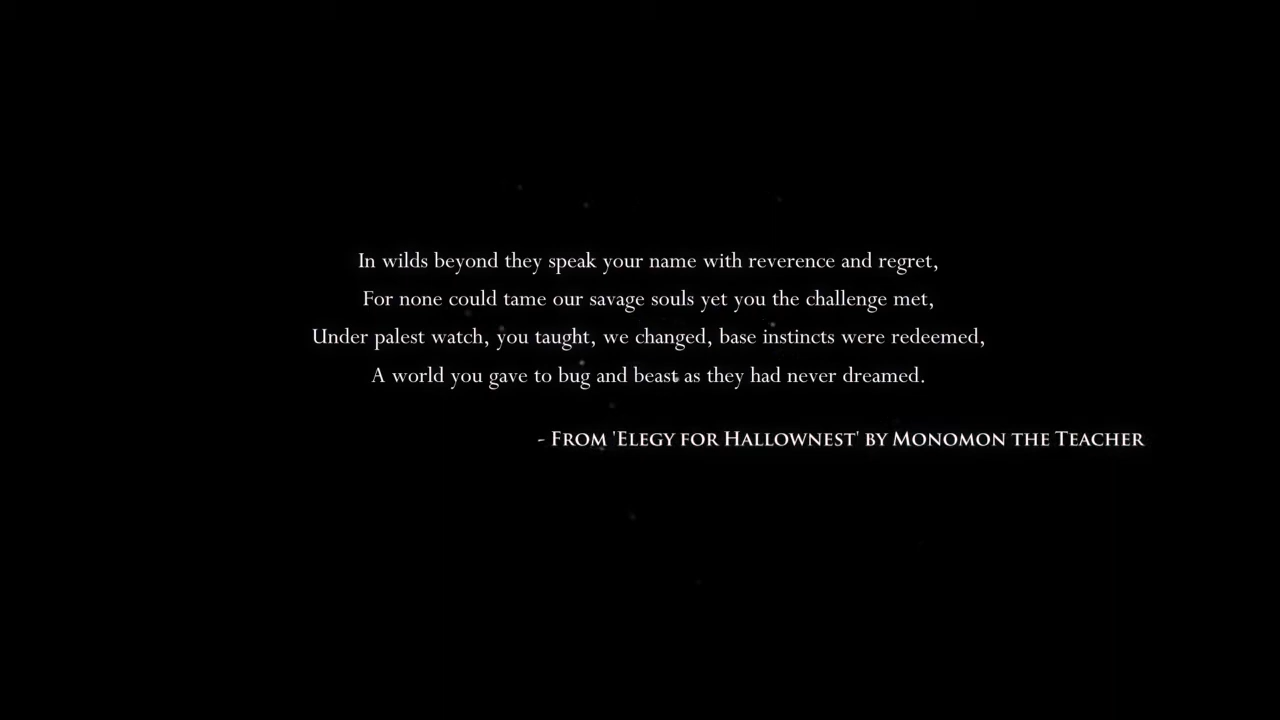 In wilds beyond they speak your name with reverence and regret,
For none could tame our savage souls yet you the challenge met,
Under palest watch, you taught, we changed, base instincts were redeemed,
A world you gave to bug and beast as they had never dreamed.
- From 'Elegy for Hallownest' by Monomon the Teacher